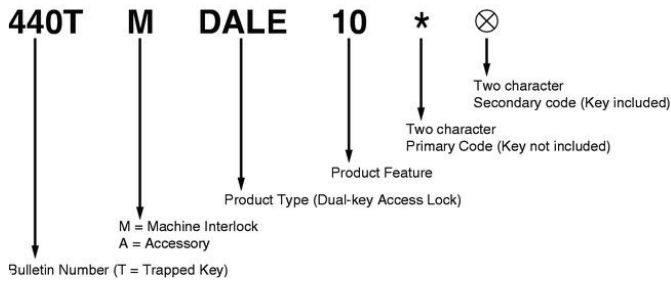 440T M DALE 10 * ⊗
Two character
Secondary code (Key included)
Two character
Primary Code (Key not included)
Product Feature
Product Type (Dual-key Access Lock)
M = Machine Interlock
A = Accessory
Bulletin Number (T = Trapped Key)